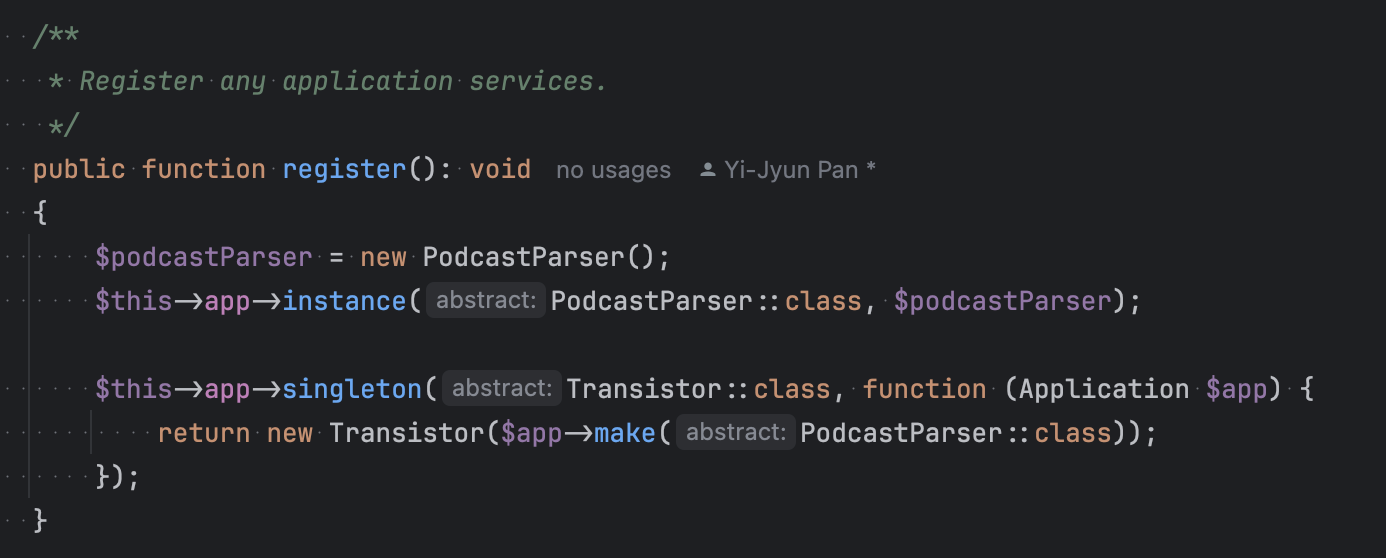 /**
 * Register any application services.
 */
public function register(): void no usages Yi-Jyun Pan *
{
    $podcastParser = new PodcastParser();
    $this->app->instance( abstract: PodcastParser::class, $podcastParser);

    $this->app->singleton( abstract: Transistor::class, function (Application $app) {
        return new Transistor($app->make( abstract: PodcastParser::class));
    });
}